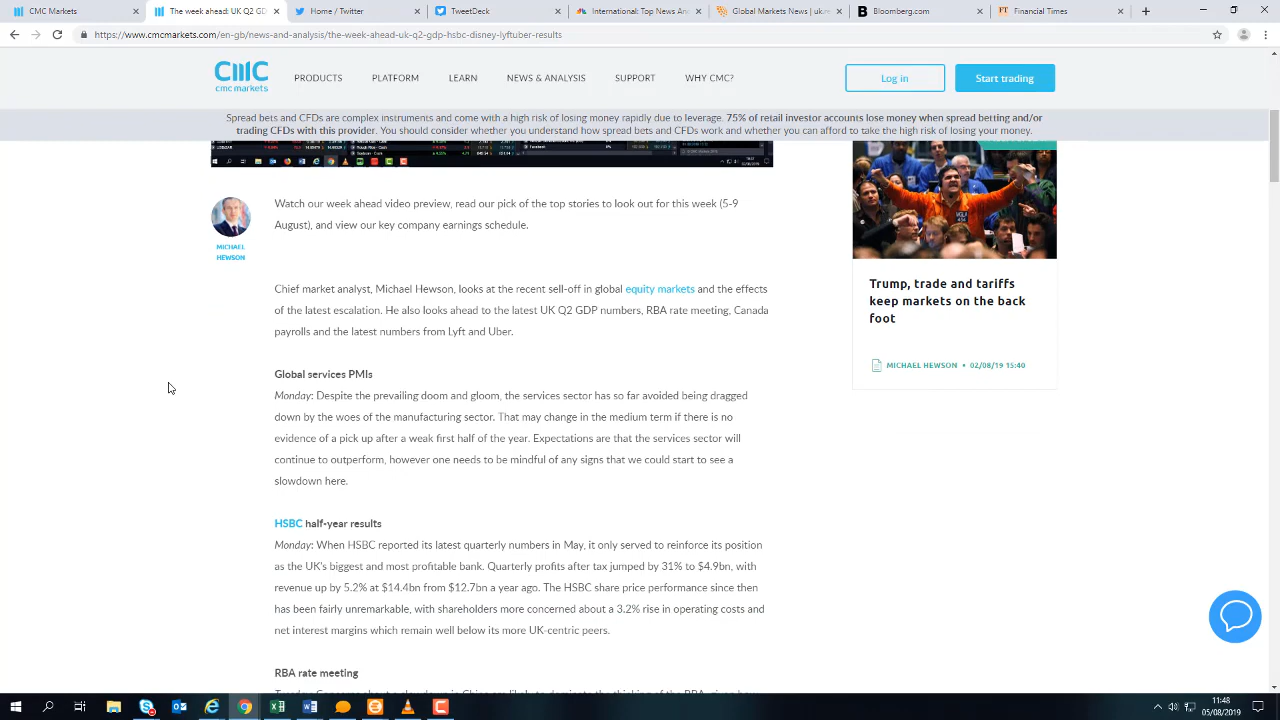 CMC Markets
The week ahead: UK Q2 GD
Home / Twitter
TweetDeck
International: Top News An
Global Markets News | uk.m
Bloomberg.com
Financial Times
https://www.cmcmarkets.com/en-gb/news-and-analysis/the-week-ahead-uk-q2-gdp-hsbc-disney-lyftuber-results
cmc markets
PRODUCTS PLATFORM LEARN NEWS & ANALYSIS SUPPORT WHY CMC? Log in Start trading
Spread bets and CFDs are complex instruments and come with a high risk of losing money rapidly due to leverage. 75% of retail investor accounts lose money when spread betting and/or
trading CFDs with this provider. You should consider whether you understand how spread bets and CFDs work and whether you can afford to take the high risk of losing your money.
MICHAEL
HEWSON
Watch our week ahead video preview, read our pick of the top stories to look out for this week (5-9
August), and view our key company earnings schedule.
Chief market analyst, Michael Hewson, looks at the recent sell-off in global equity markets and the effects
of the latest escalation. He also looks ahead to the latest UK Q2 GDP numbers, RBA rate meeting, Canada
payrolls and the latest numbers from Lyft and Uber.
Global services PMIs
Monday: Despite the prevailing doom and gloom, the services sector has so far avoided being dragged
down by the woes of the manufacturing sector. That may change in the medium term if there is no
evidence of a pick up after a weak first half of the year. Expectations are that the services sector will
continue to outperform, however one needs to be mindful of any signs that we could start to see a
slowdown here.
HSBC half-year results
Monday: When HSBC reported its latest quarterly numbers in May, it only served to reinforce its position
as the UK's biggest and most profitable bank. Quarterly profits after tax jumped by 31% to $4.9bn, with
revenue up by 5.2% at $14.4bn from $12.7bn a year ago. The HSBC share price performance since then
has been fairly unremarkable, with shareholders more concerned about a 3.2% rise in operating costs and
net interest margins which remain well below its more UK-centric peers.
RBA rate meeting
Trump, trade and tariffs
keep markets on the back
foot
MICHAEL HEWSON • 02/08/19 15:40
11:48
05/08/2019